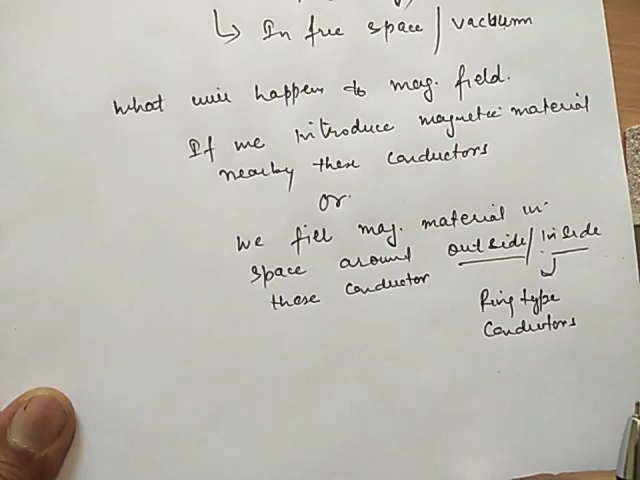 ↳ In free space / vacuum
What will happen to mag. field.
If we introduce magnetic material
nearby these conductors
or
we fill mag. material in
space around outside / inside
these conductor
Ring type
Conductors